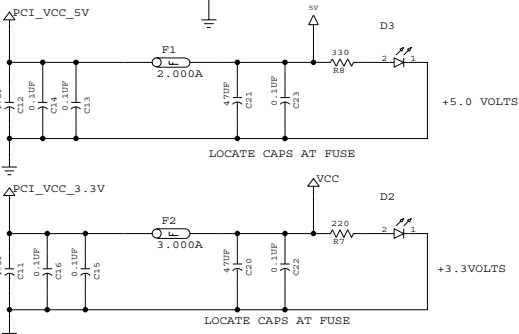 PCI_VCC_5V
5V
D3
F1
2.000A
330
R8
2 1
C12
0.1UF
C14
0.1UF
C13
47UF
C21
0.1UF
C23
+5.0 VOLTS
LOCATE CAPS AT FUSE
PCI_VCC_3.3V
VCC
D2
F2
3.000A
220
R7
2 1
C11
0.1UF
C16
0.1UF
C15
47UF
C20
0.1UF
C22
+3.3VOLTS
LOCATE CAPS AT FUSE